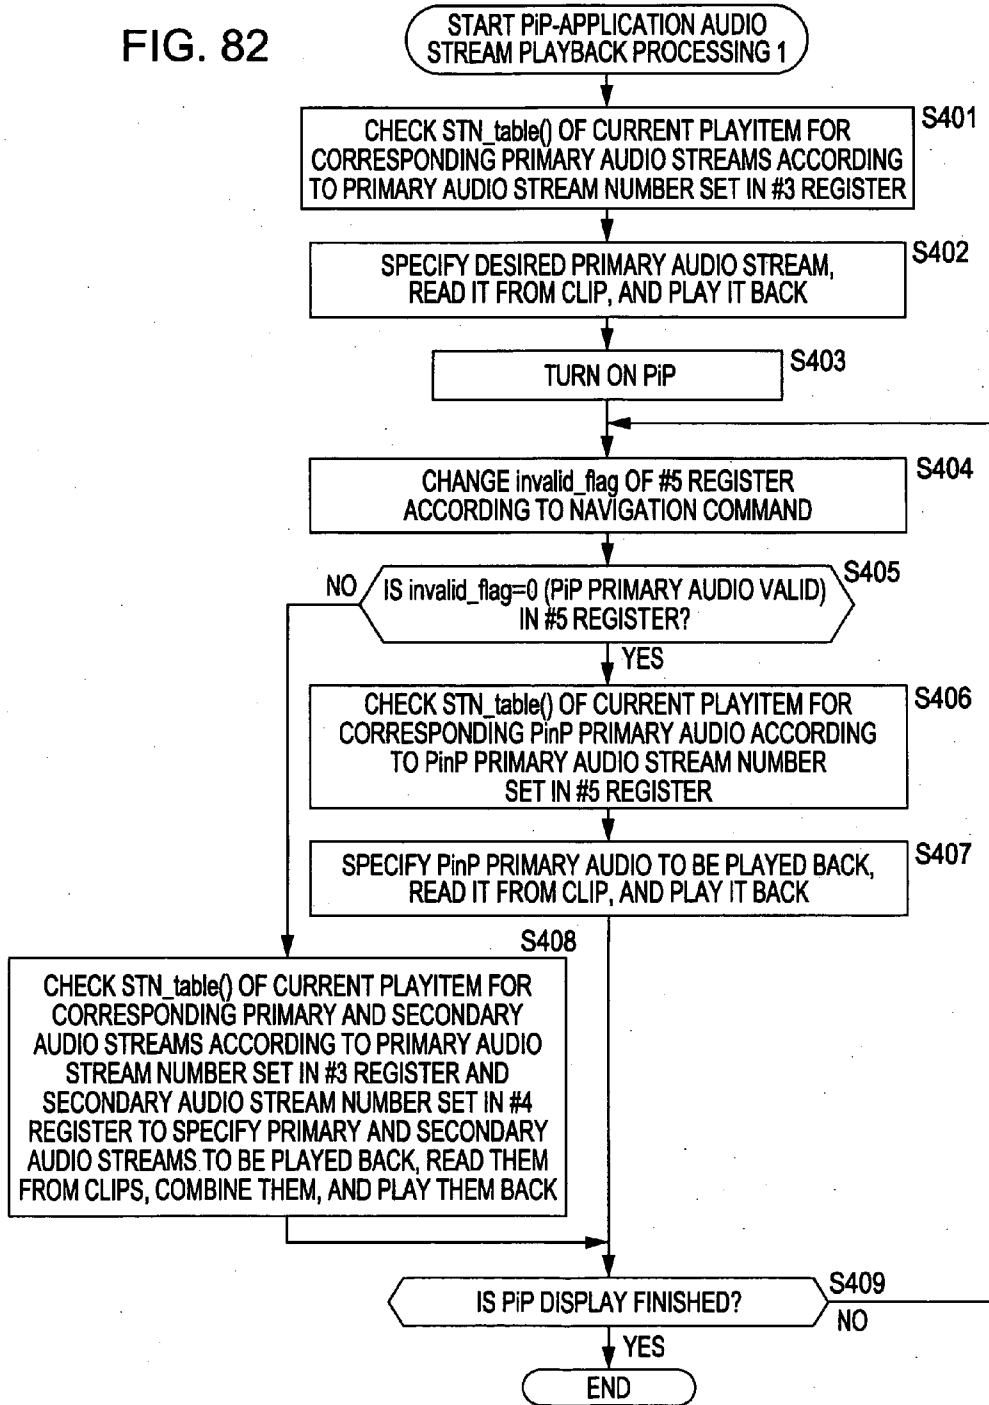 FIG. 82
START PiP-APPLICATION AUDIO
STREAM PLAYBACK PROCESSING 1
S401
CHECK STN_table() OF CURRENT PLAYITEM FOR
CORRESPONDING PRIMARY AUDIO STREAMS ACCORDING
TO PRIMARY AUDIO STREAM NUMBER SET IN #3 REGISTER
S402
SPECIFY DESIRED PRIMARY AUDIO STREAM,
READ IT FROM CLIP, AND PLAY IT BACK
S403
TURN ON PiP
S404
CHANGE invalid_flag OF #5 REGISTER
ACCORDING TO NAVIGATION COMMAND
S405
NO
IS invalid_flag=0 (PiP PRIMARY AUDIO VALID)
IN #5 REGISTER?
YES
S406
CHECK STN_table() OF CURRENT PLAYITEM FOR
CORRESPONDING PinP PRIMARY AUDIO ACCORDING
TO PinP PRIMARY AUDIO STREAM NUMBER
SET IN #5 REGISTER
S407
SPECIFY PinP PRIMARY AUDIO TO BE PLAYED BACK,
READ IT FROM CLIP, AND PLAY IT BACK
S408
CHECK STN_table() OF CURRENT PLAYITEM FOR
CORRESPONDING PRIMARY AND SECONDARY
AUDIO STREAMS ACCORDING TO PRIMARY AUDIO
STREAM NUMBER SET IN #3 REGISTER AND
SECONDARY AUDIO STREAM NUMBER SET IN #4
REGISTER TO SPECIFY PRIMARY AND SECONDARY
AUDIO STREAMS TO BE PLAYED BACK, READ THEM
FROM CLIPS, COMBINE THEM, AND PLAY THEM BACK
S409
IS PiP DISPLAY FINISHED?
NO
YES
END